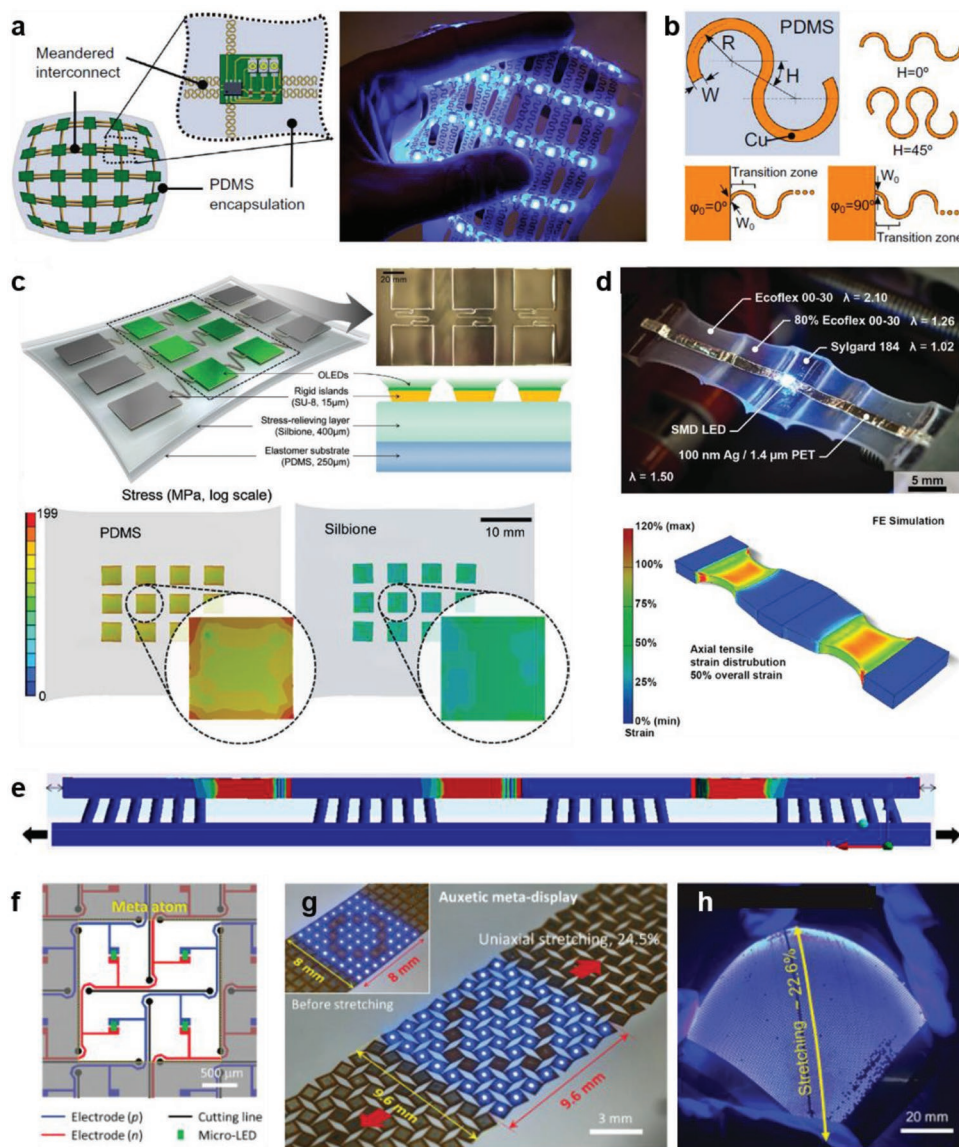 a
Meandered
interconnect
PDMS
encapsulation
b
PDMS
R
H
W
Cu
H=0º
H=45º
Transition zone
φ₀=0º
W₀
W₀
φ₀=90º
Transition zone
c
20 mm
OLEDs
Rigid islands
(SU-8, 15µm)
Stress-relieving layer
(Silbione, 400µm)
Elastomer substrate
(PDMS, 250µm)
Stress (MPa, log scale)
199
0
PDMS
Silbione
10 mm
d
Ecoflex 00-30 λ = 2.10
80% Ecoflex 00-30 λ = 1.26
Sylgard 184 λ = 1.02
SMD LED
100 nm Ag / 1.4 µm PET
λ = 1.50
5 mm
120% (max)
100%
75%
50%
25%
0% (min)
Strain
FE Simulation
Axial tensile
strain distrubution
50% overall strain
e
f
Meta atom
500 µm
Electrode (p)
Cutting line
Electrode (n)
Micro-LED
g
Auxetic meta-display
Uniaxial stretching, 24.5%
8 mm
8 mm
Before stretching
9.6 mm
9.6 mm
3 mm
h
Stretching ~ 22.6%
20 mm